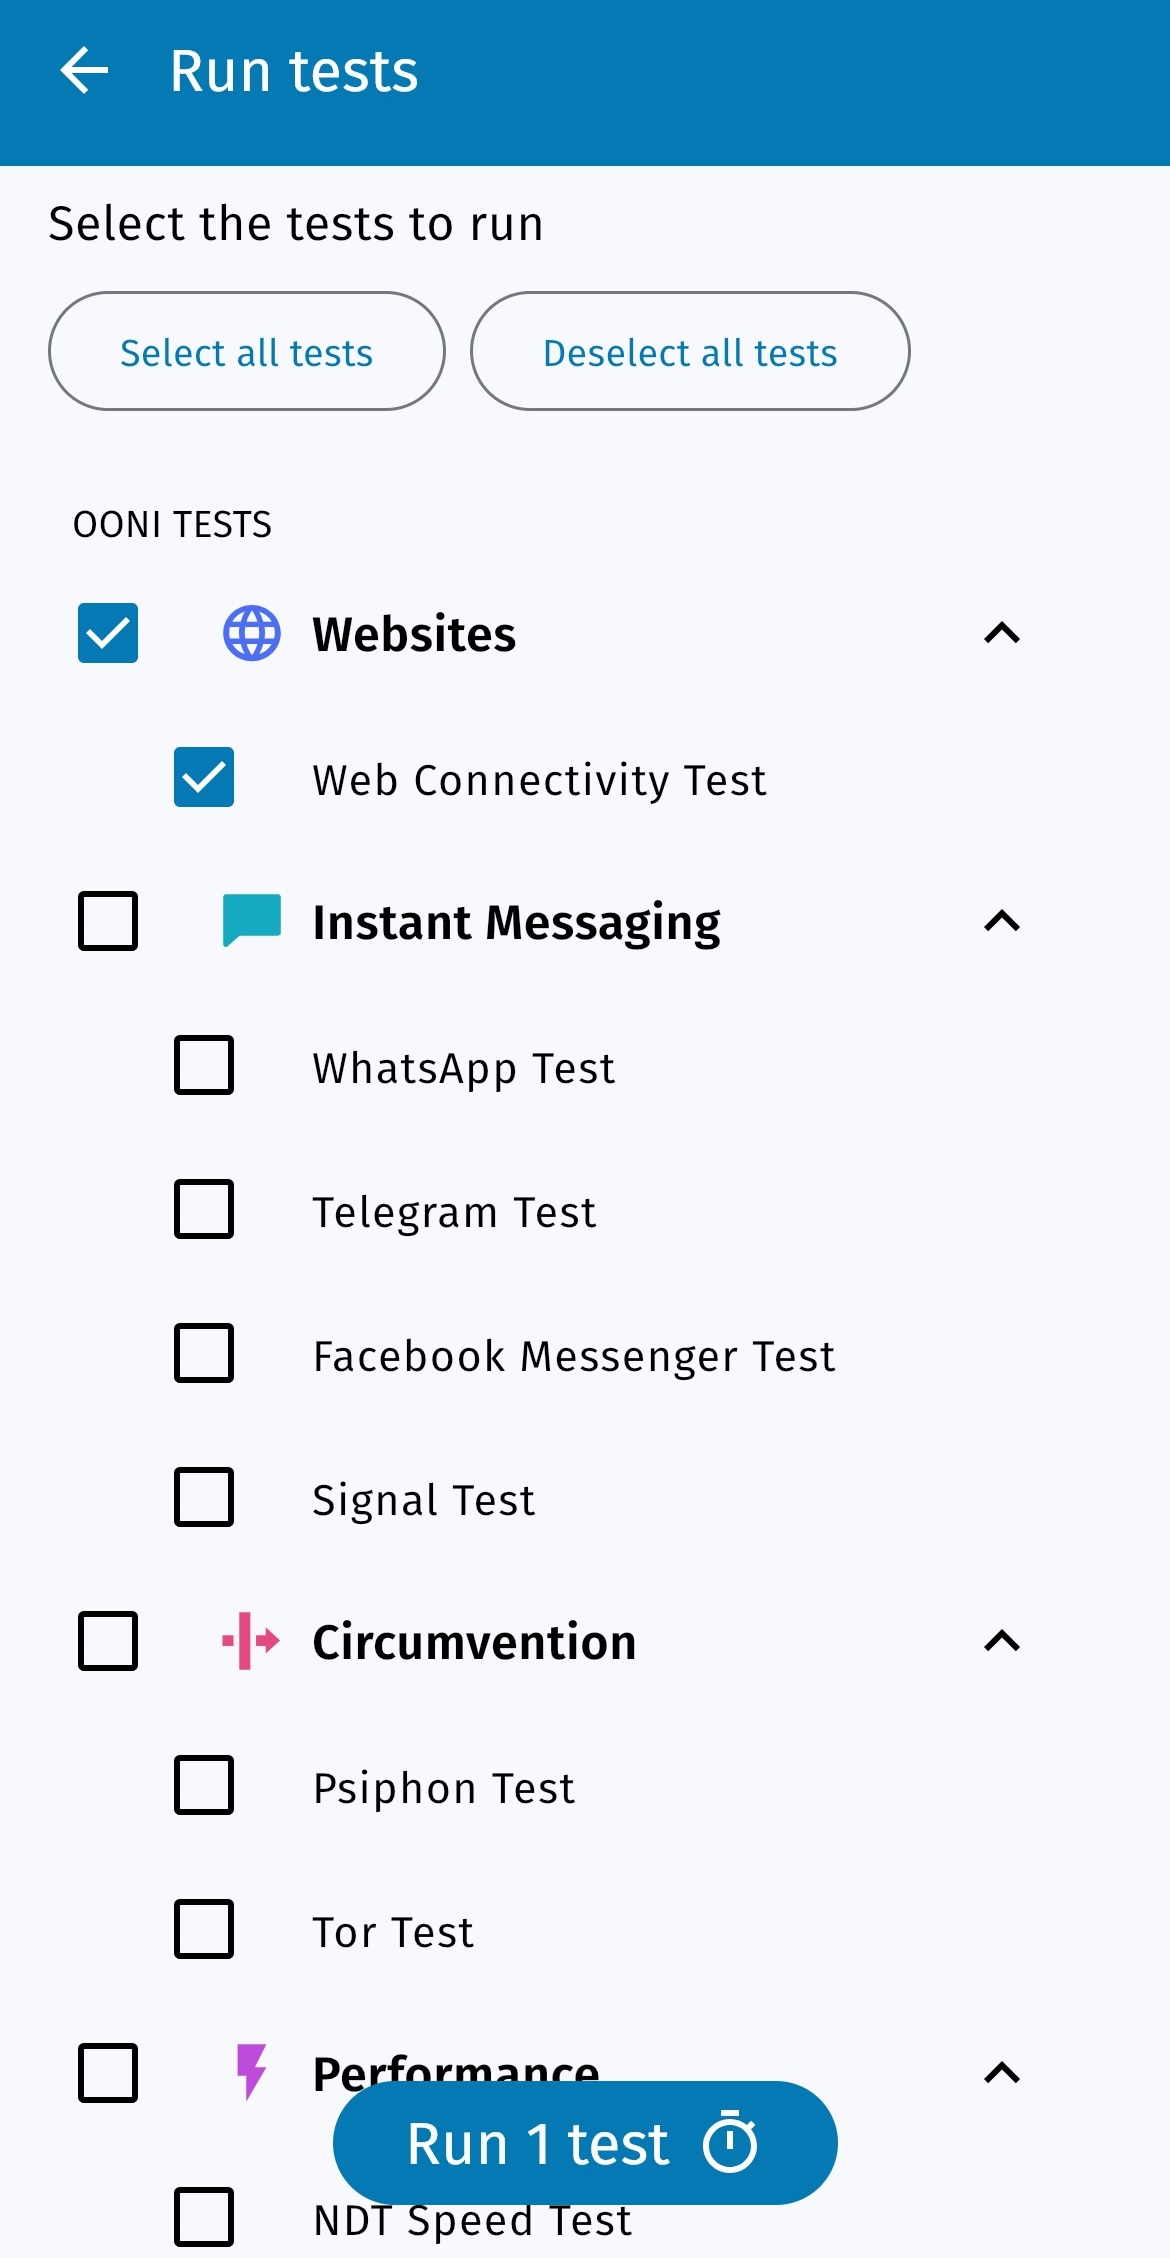 Run tests
Select the tests to run
Select all tests
Deselect all tests
OONI TESTS
Websites
Web Connectivity Test
Instant Messaging
WhatsApp Test
Telegram Test
Facebook Messenger Test
Signal Test
Circumvention
Psiphon Test
Tor Test
Performance
Run 1 test
NDT Speed Test